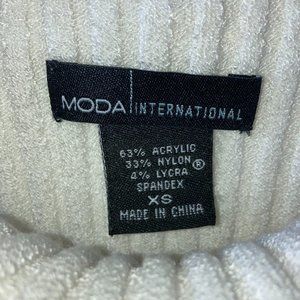 MODA INTERNATIONAL
63% ACRYLIC
33% NYLON
4% LYCRA®
SPANDEX
XS
MADE IN CHINA